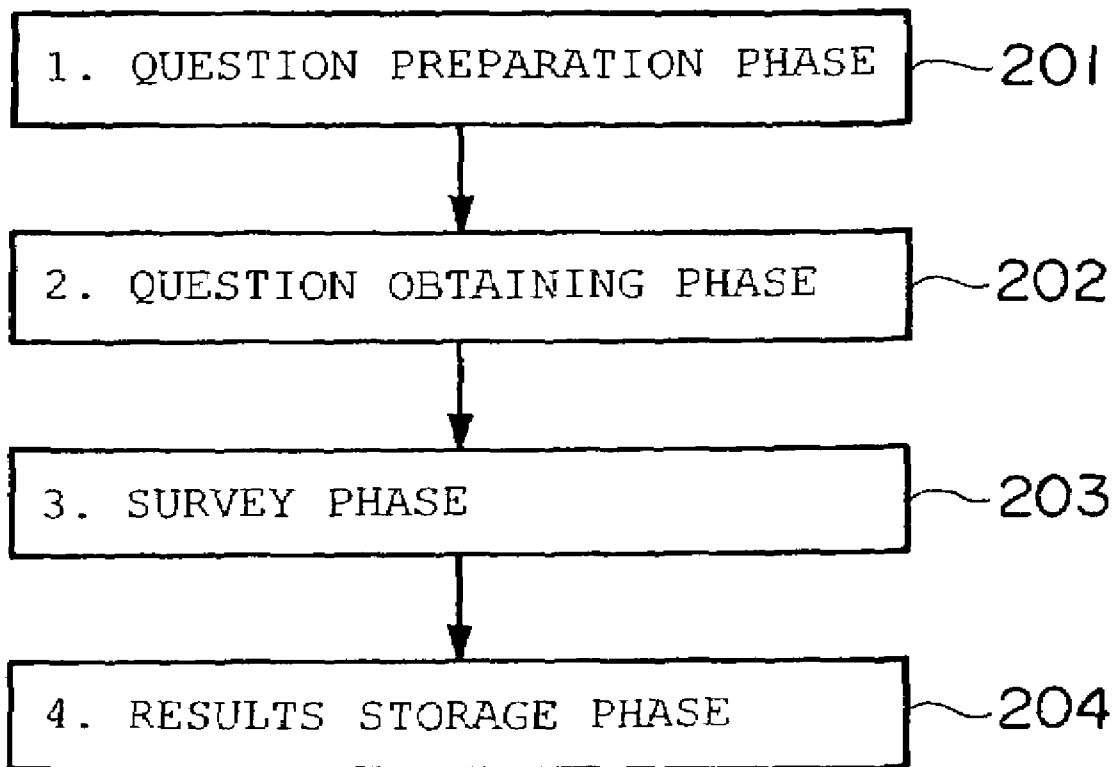 1. QUESTION PREPARATION PHASE 201
2. QUESTION OBTAINING PHASE 202
3. SURVEY PHASE 203
4. RESULTS STORAGE PHASE 204